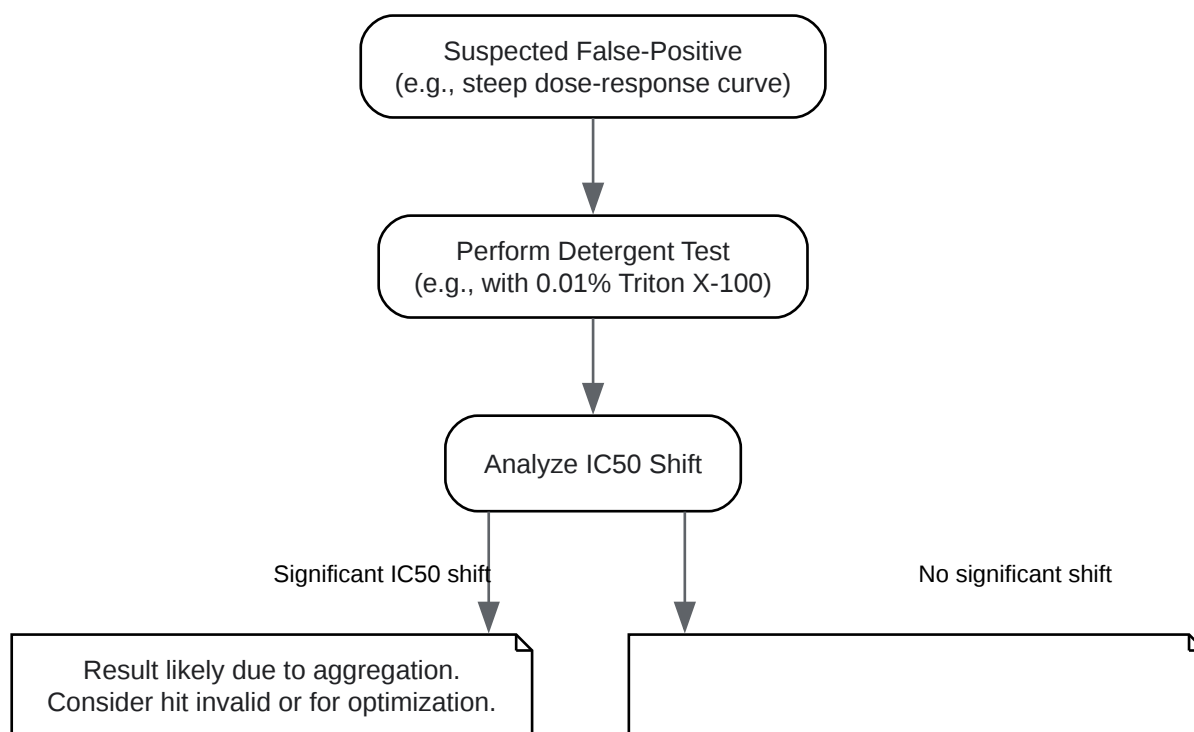 Suspected False-Positive
(e.g., steep dose-response curve)
Perform Detergent Test
(e.g., with 0.01% Triton X-100)
Analyze IC50 Shift
Significant IC50 shift
No significant shift
Result likely due to aggregation.
Consider hit invalid or for optimization.